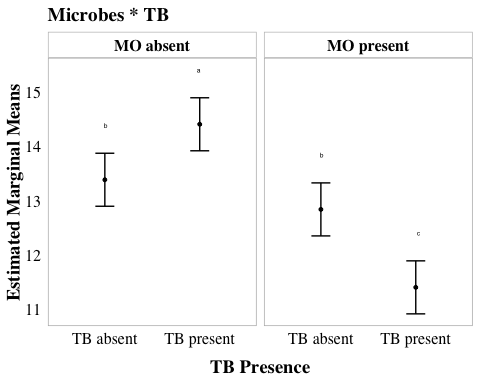 Microbes * TB
MO absent
MO present
Estimated Marginal Means
15
14
13
12
11
b
a
b
c
TB absent
TB present
TB absent
TB present
TB Presence